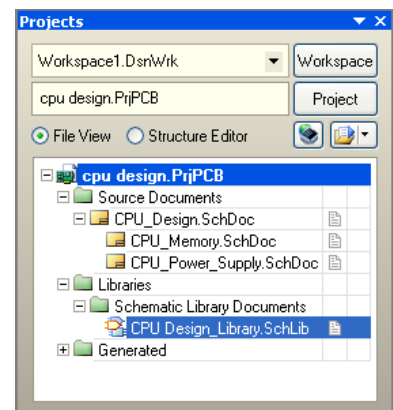 Projects
Workspace1.DsnWrk Workspace
cpu design.PrjPCB Project
File View Structure Editor
cpu design.PrjPCB
Source Documents
CPU_Design.SchDoc
CPU_Memory.SchDoc
CPU_Power_Supply.SchDoc
Libraries
Schematic Library Documents
CPU Design_Library.SchLib
Generated